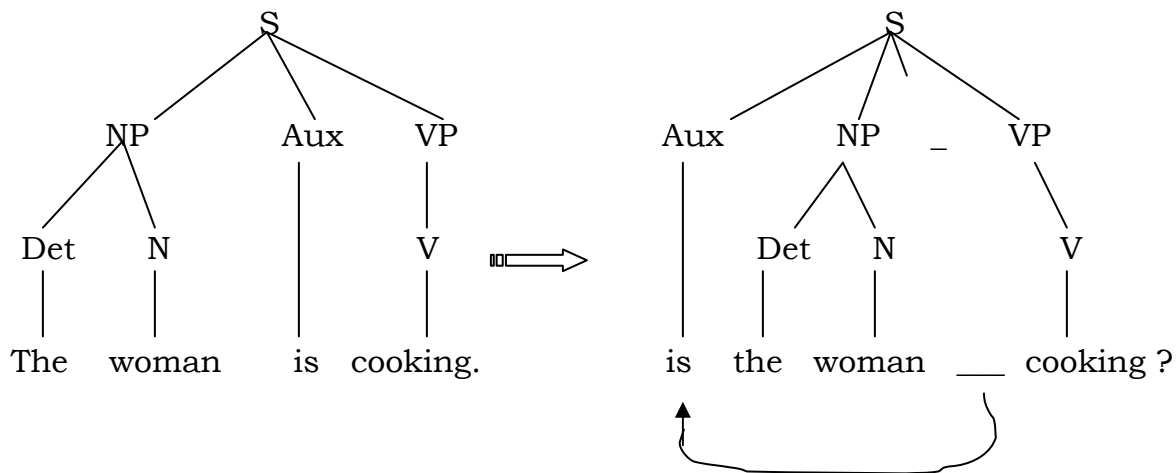 S S
NP Aux VP Aux NP _ VP
Det N V Det N V
The woman is cooking. is the woman ___ cooking ?